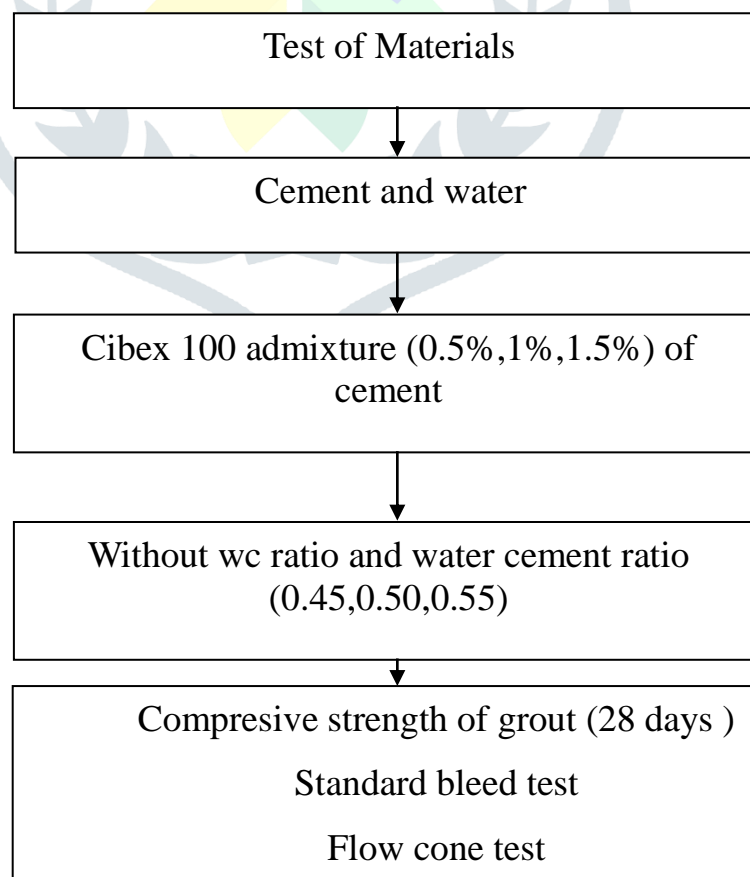 Test of Materials
Cement and water
Cibex 100 admixture (0.5%,1%,1.5%) of
cement
Without wc ratio and water cement ratio
(0.45,0.50,0.55)
Compresive strength of grout (28 days )
Standard bleed test
Flow cone test